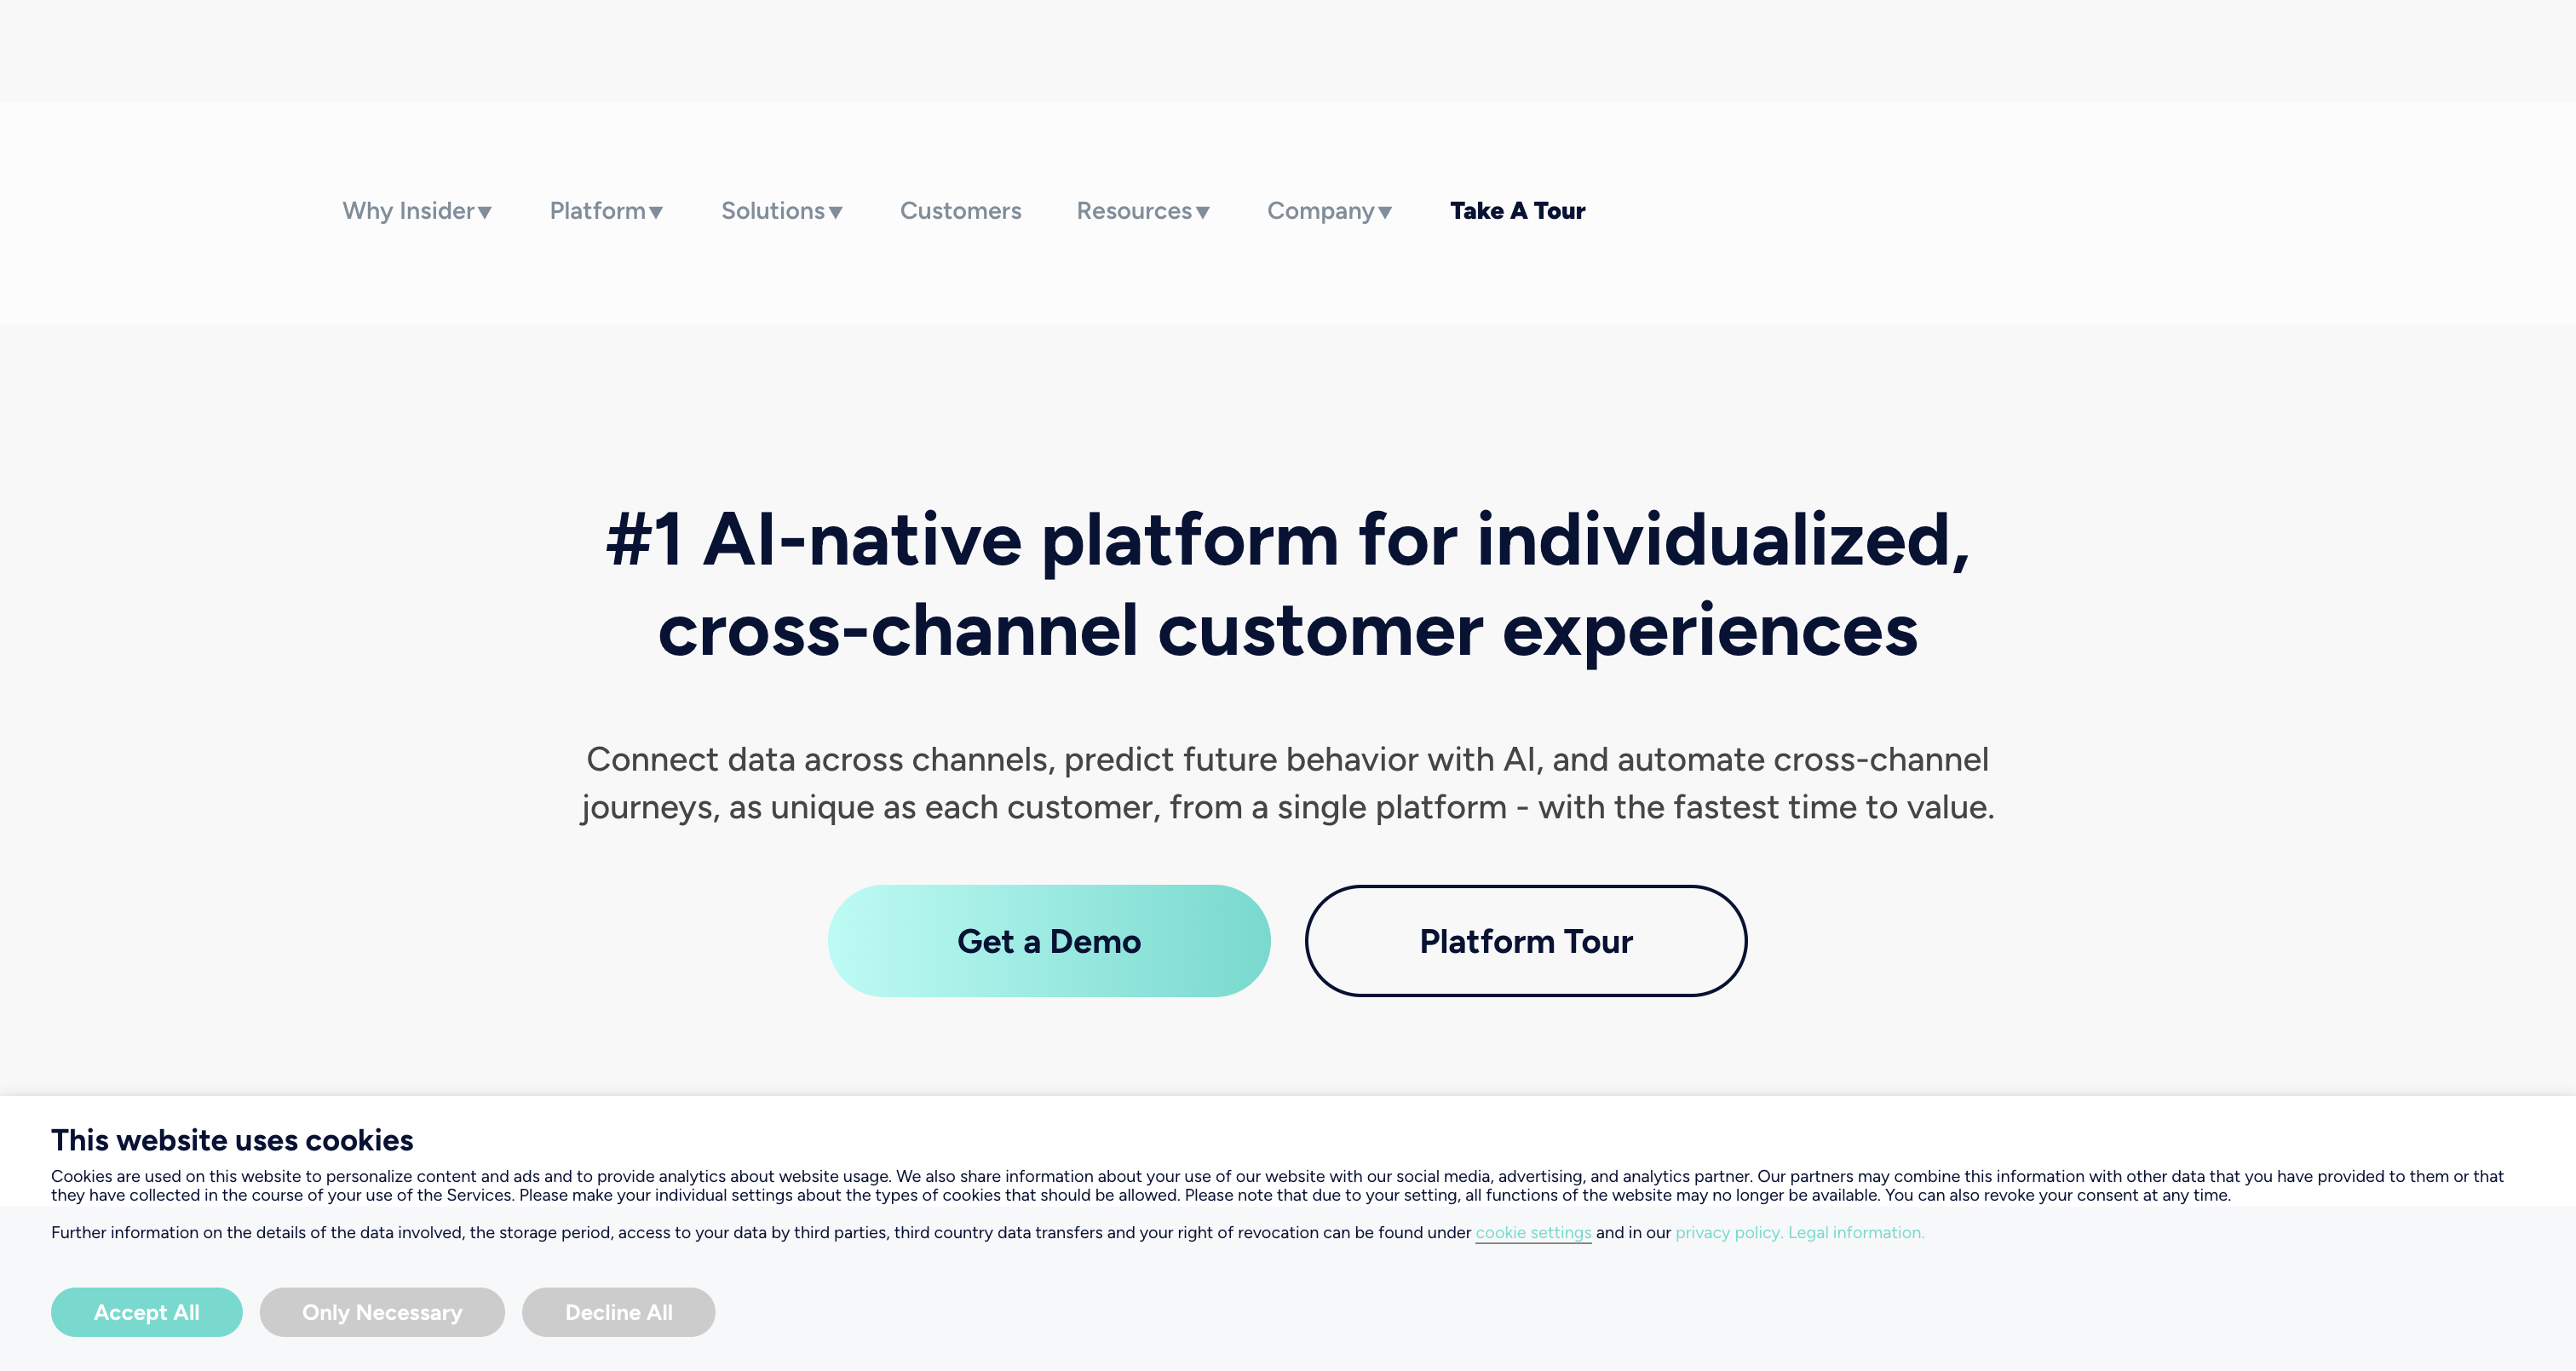 Why Insider▼ Platform▼ Solutions▼ Customers Resources▼ Company▼ Take A Tour
#1 AI-native platform for individualized,
cross-channel customer experiences
Connect data across channels, predict future behavior with AI, and automate cross-channel
journeys, as unique as each customer, from a single platform - with the fastest time to value.
Get a Demo Platform Tour
This website uses cookies
Cookies are used on this website to personalize content and ads and to provide analytics about website usage. We also share information about your use of our website with our social media, advertising, and analytics partner. Our partners may combine this information with other data that you have provided to them or that
they have collected in the course of your use of the Services. Please make your individual settings about the types of cookies that should be allowed. Please note that due to your setting, all functions of the website may no longer be available. You can also revoke your consent at any time.
Further information on the details of the data involved, the storage period, access to your data by third parties, third country data transfers and your right of revocation can be found under cookie settings and in our privacy policy. Legal information.
Accept All Only Necessary Decline All